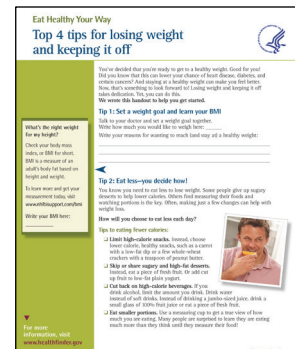 Eat Healthy Your Way
Top 4 tips for losing weight
and keeping it off
You've decided that you're ready to get to a healthy weight. Good for you!
Did you know that this can lower your chance of heart disease, diabetes, and
certain cancers? And staying at a healthy weight can make you feel better.
Now, that's something to look forward to! Losing weight and keeping it off
takes dedication. Yes, you can do this.
We wrote this handout to help you get started.
Tip 1: Set a weight goal and learn your BMI
Talk to your doctor and set a weight goal together.
Write how much you would like to weigh here:
Write your reasons for wanting to reach (and stay at) a healthy weight:
What's the right weight
for my height?
Check your body mass
index, or BMI for short.
BMI is a measure of an
adult's body fat based on
height and weight.
To learn more and get your
measurement today, visit
www.nhlbisupport.com/bmi
Write your BMI here:
Tip 2: Eat less—you decide how!
You know you need to eat less to lose weight. Some people give up sugary
desserts to help eat fewer calories. Others find measuring their foods and
watching portions is the key. Often, making just a few changes can help with
weight loss.
How will you choose to eat less each day?
Tips to eating fewer calories:
Limit high-calorie snacks. Instead, choose
lower calorie, healthy snacks, such as a carrot
with a low-fat dip or a few whole-wheat
crackers with a teaspoon of peanut butter.
Skip or share sugary and high-fat desserts.
Instead, eat a piece of fresh fruit. Or add cut
up fruit to low-fat plain yogurt.
Cut back on high-calorie beverages. If you
drink alcohol, limit the amount you drink. Drink water
instead of soft drinks. Instead of drinking a jumbo-sized juice, drink a
small glass of 100% fruit juice or eat a piece of fresh fruit.
Eat smaller portions. Use a measuring cup to get a true view of how
much you are eating. Many people are surprised to learn they are eating
much more than they think until they measure their food!
For more
information, visit
www.healthfinder.gov